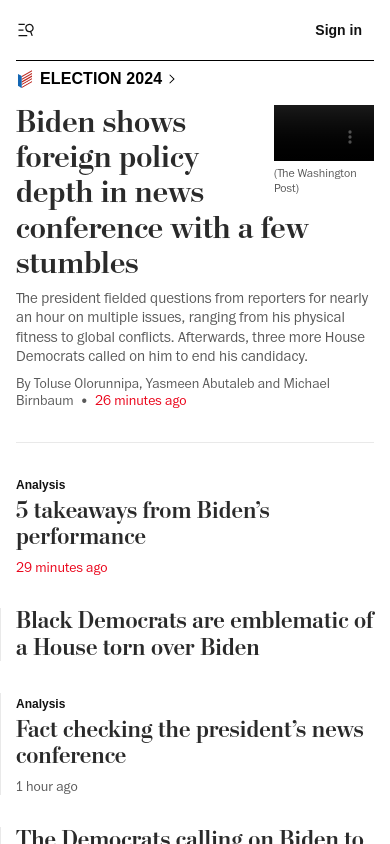 Sign in
ELECTION 2024
Biden shows
foreign policy
depth in news
conference with a few
stumbles
(The Washington
Post)
The president fielded questions from reporters for nearly
an hour on multiple issues, ranging from his physical
fitness to global conflicts. Afterwards, three more House
Democrats called on him to end his candidacy.
By Toluse Olorunnipa, Yasmeen Abutaleb and Michael
Birnbaum • 26 minutes ago
Analysis
5 takeaways from Biden’s
performance
29 minutes ago
Black Democrats are emblematic of
a House torn over Biden
Analysis
Fact checking the president’s news
conference
1 hour ago
The Democrats calling on Biden to